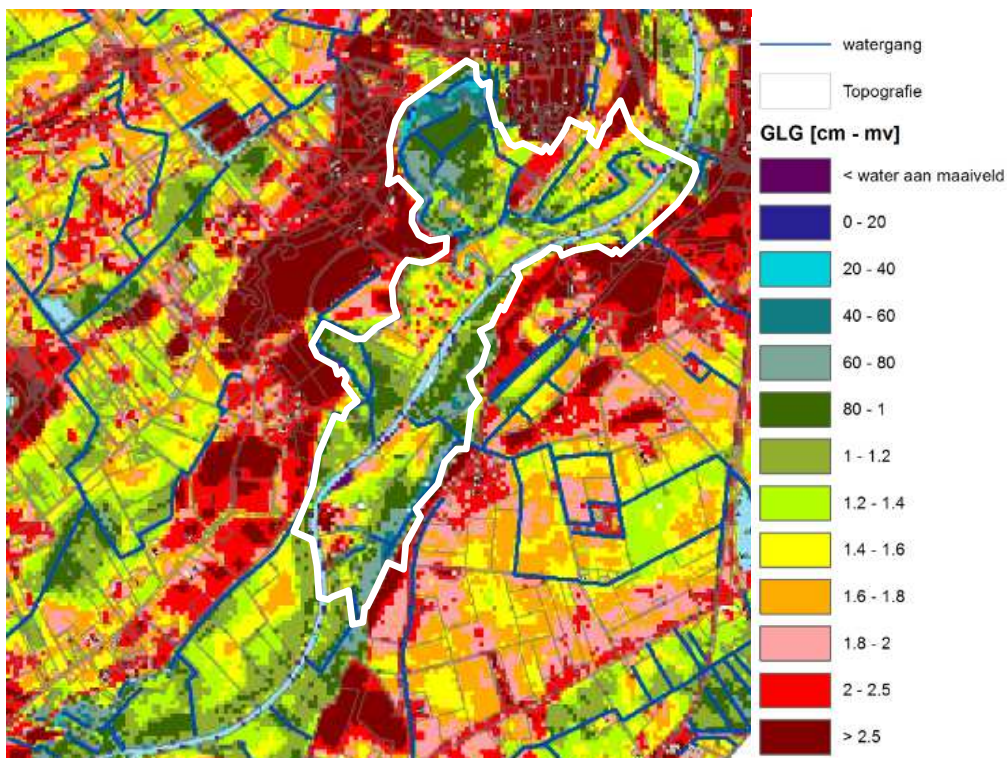 watergang
Topografie
GLG [cm - mv]
< water aan maaiveld
0 - 20
20 - 40
40 - 60
60 - 80
80 - 1
1 - 1.2
1.2 - 1.4
1.4 - 1.6
1.6 - 1.8
1.8 - 2
2 - 2.5
> 2.5